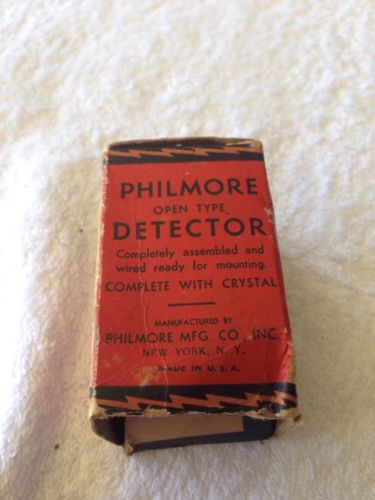 PHILMORE
OPEN TYPE
DETECTOR
Completely assembled and
wired ready for mounting.
COMPLETE WITH CRYSTAL
MANUFACTURED BY
PHILMORE MFG. CO., INC.
NEW YORK, N. Y.
MADE IN U. S. A.